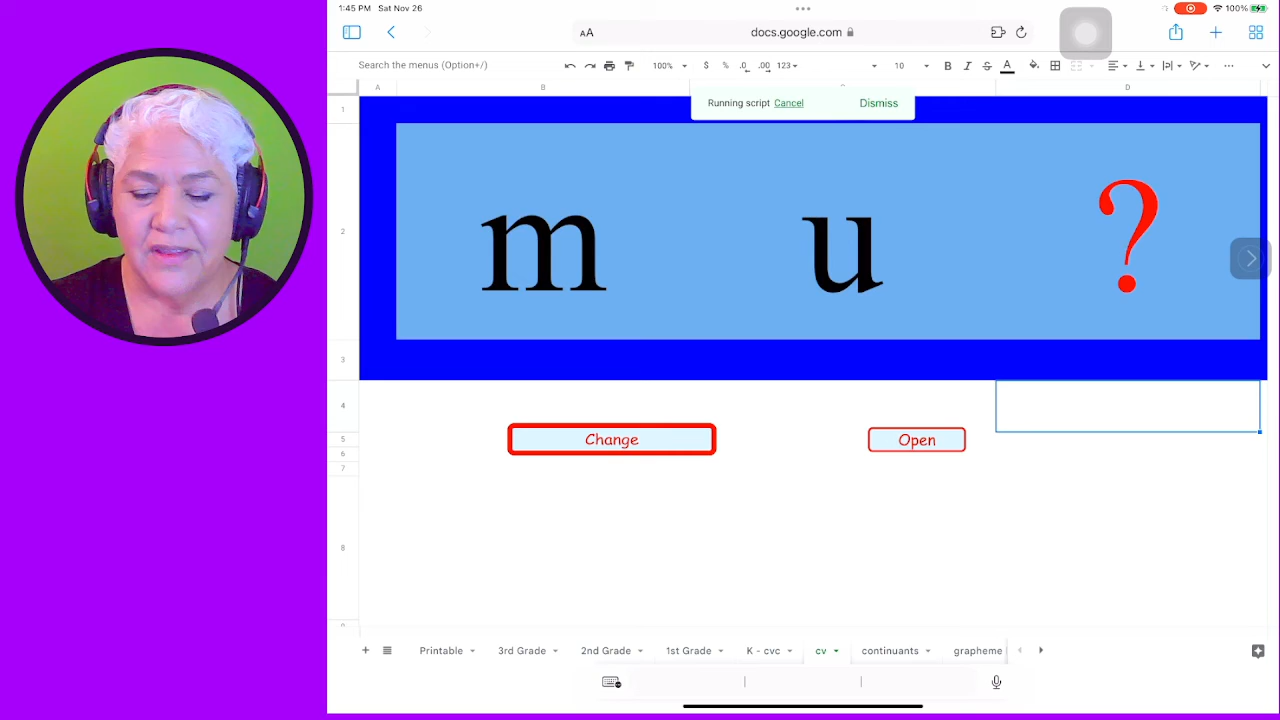 1:45 PM Sat Nov 26
100%
AA docs.google.com
Search the menus (Option+/) 100% $ % .0 .00 123 10 B I S A
A B D
Running script Cancel Dismiss
1
2 m u ?
3
4
5 Change Open
6
7
8
9
Printable 3rd Grade 2nd Grade 1st Grade K - cvc cv continuants grapheme